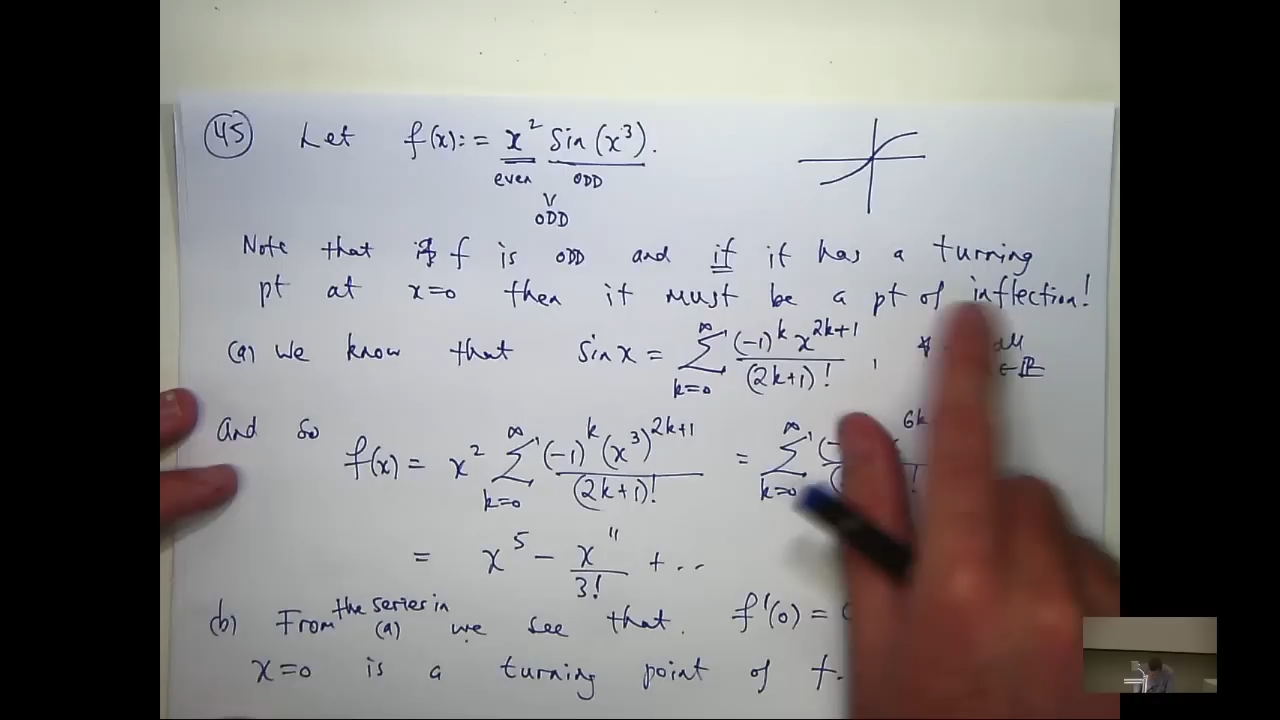 45 Let f(x) := x² Sin(x³).
even ODD
ODD
Note that if f is ODD and if it has a turning
pt at x=0 then it must be a pt of inflection!
(a) We know that Sin x = ∑_{k=0}^{∞} (-1)^k x^{2k+1} / (2k+1)! ,
And so f(x) = x² ∑_{k=0}^{∞} (-1)^k (x³)^{2k+1} / (2k+1)! = ∑_{k=0}^{∞}
= x⁵ - x¹¹ / 3! + ..
(b) From the series in (a) we see that f'(0) =
x=0 is a turning point of f.